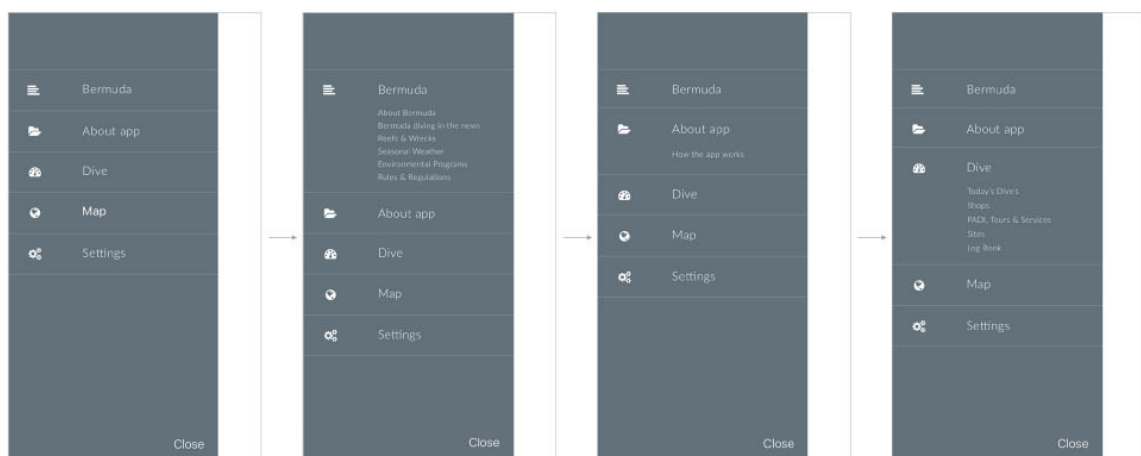 Bermuda
About app
Dive
Map
Settings
Close
Bermuda
About Bermuda
Bermuda diving in the news
Reefs & Wrecks
Seasonal Weather
Environmental Programs
Rules & Regulations
About app
Dive
Map
Settings
Close
Bermuda
About app
How the app works
Dive
Map
Settings
Close
Bermuda
About app
Dive
Today's Dive's
Shops
PADI, Tours & Services
Sites
Log Book
Map
Settings
Close